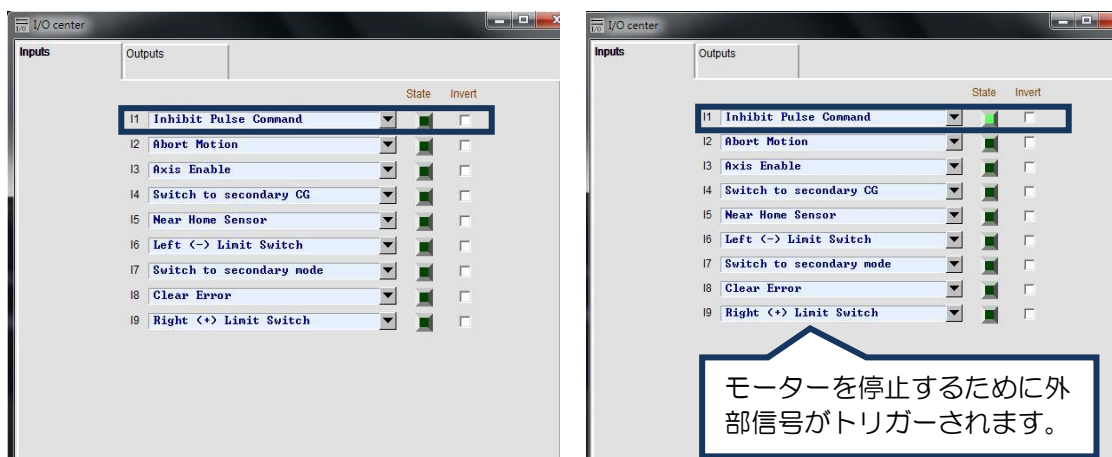 I/O center
Inputs
Outputs
State Invert
I1 Inhibit Pulse Command
I2 Abort Motion
I3 Axis Enable
I4 Switch to secondary CG
I5 Near Home Sensor
I6 Left (-) Limit Switch
I7 Switch to secondary mode
I8 Clear Error
I9 Right (+) Limit Switch
I/O center
Inputs
Outputs
State Invert
I1 Inhibit Pulse Command
I2 Abort Motion
I3 Axis Enable
I4 Switch to secondary CG
I5 Near Home Sensor
I6 Left (-) Limit Switch
I7 Switch to secondary mode
I8 Clear Error
I9 Right (+) Limit Switch
モーターを停止するために外
部信号がトリガーされます。